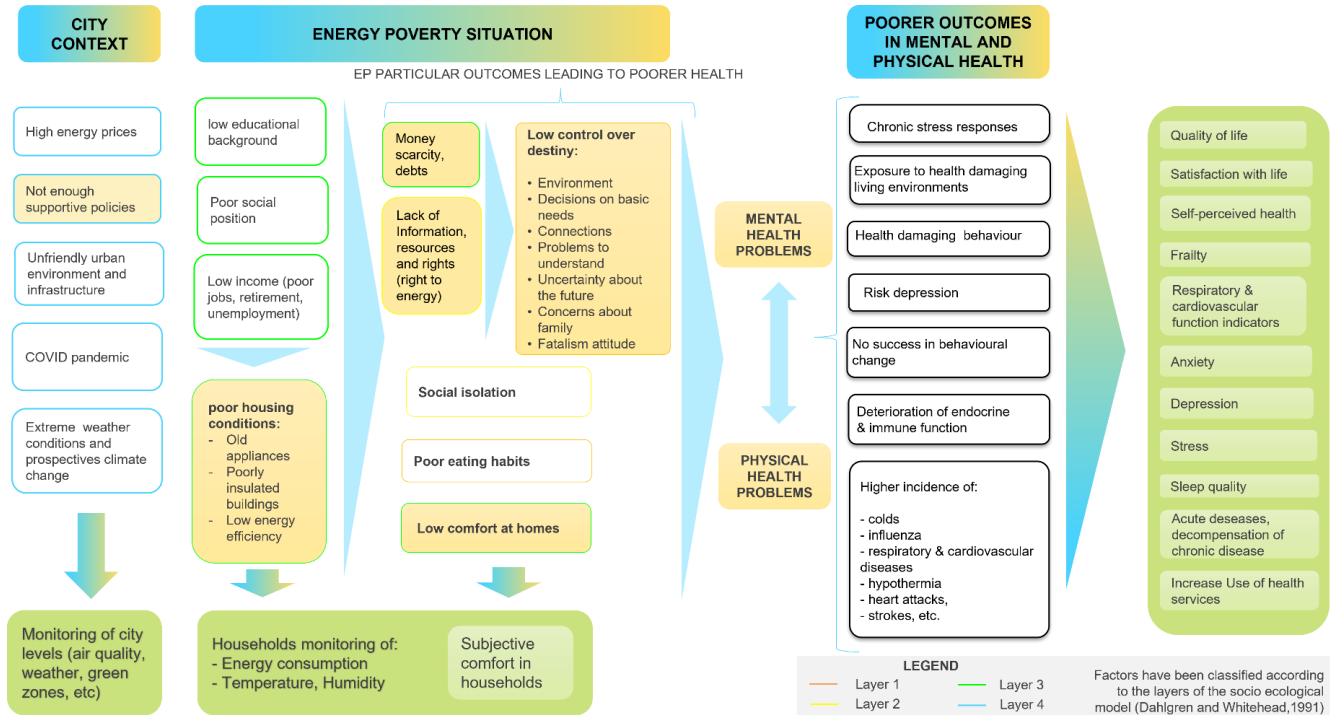 CITY
CONTEXT
ENERGY POVERTY SITUATION
POORER OUTCOMES
IN MENTAL AND
PHYSICAL HEALTH
EP PARTICULAR OUTCOMES LEADING TO POORER HEALTH
High energy prices
Not enough
supportive policies
Unfriendly urban
environment and
infrastructure
COVID pandemic
Extreme weather
conditions and
prospectives climate
change
Monitoring of city
levels (air quality,
weather, green
zones, etc)
low educational
background
Poor social
position
Low income (poor
jobs, retirement,
unemployment)
poor housing
conditions:
- Old
appliances
- Poorly
insulated
buildings
- Low energy
efficiency
Money
scarcity,
debts
Lack of
Information,
resources
and rights
(right to
energy)
Low control over
destiny:
• Environment
• Decisions on basic
needs
• Connections
• Problems to
understand
• Uncertainty about
the future
• Concerns about
family
• Fatalism attitude
Social isolation
Poor eating habits
Low comfort at homes
Households monitoring of:
- Energy consumption
- Temperature, Humidity
Subjective
comfort in
households
MENTAL
HEALTH
PROBLEMS
PHYSICAL
HEALTH
PROBLEMS
Chronic stress responses
Exposure to health damaging
living environments
Health damaging behaviour
Risk depression
No success in behavioural
change
Deterioration of endocrine
& immune function
Higher incidence of:
- colds
- influenza
- respiratory & cardiovascular
diseases
- hypothermia
- heart attacks,
- strokes, etc.
Quality of life
Satisfaction with life
Self-perceived health
Frailty
Respiratory &
cardiovascular
function indicators
Anxiety
Depression
Stress
Sleep quality
Acute deseases,
decompensation of
chronic disease
Increase Use of health
services
LEGEND
Layer 1
Layer 2
Layer 3
Layer 4
Factors have been classified according
to the layers of the socio ecological
model (Dahlgren and Whitehead,1991)